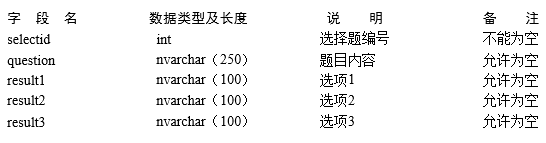 字 段 名 数据类型及长度 说 明 备 注
selectid int 选择题编号 不能为空
question nvarchar（250） 题目内容 允许为空
result1 nvarchar（100） 选项1 允许为空
result2 nvarchar（100） 选项2 允许为空
result3 nvarchar（100） 选项3 允许为空